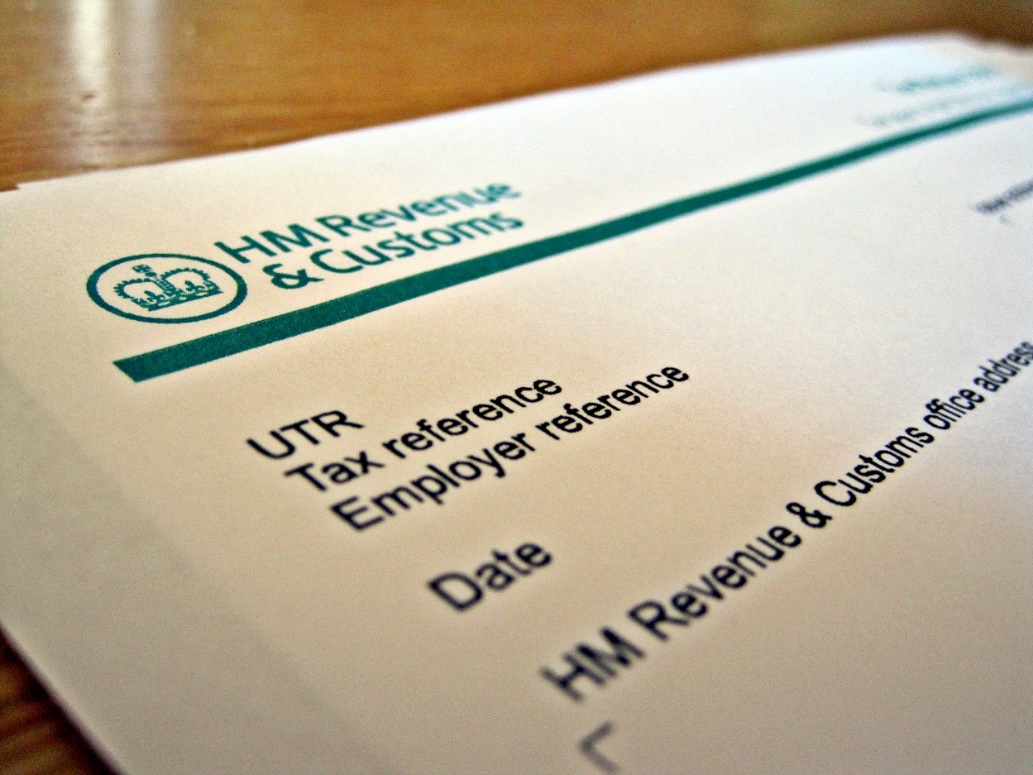 HM Revenue
& Customs
UTR
Tax reference
Employer reference
Date
HM Revenue & Customs office address